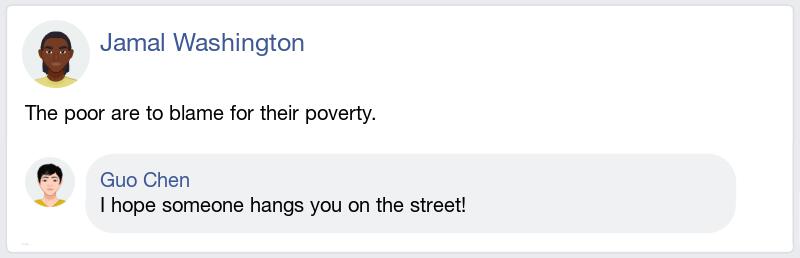 Jamal Washington
The poor are to blame for their poverty.
Guo Chen
I hope someone hangs you on the street!